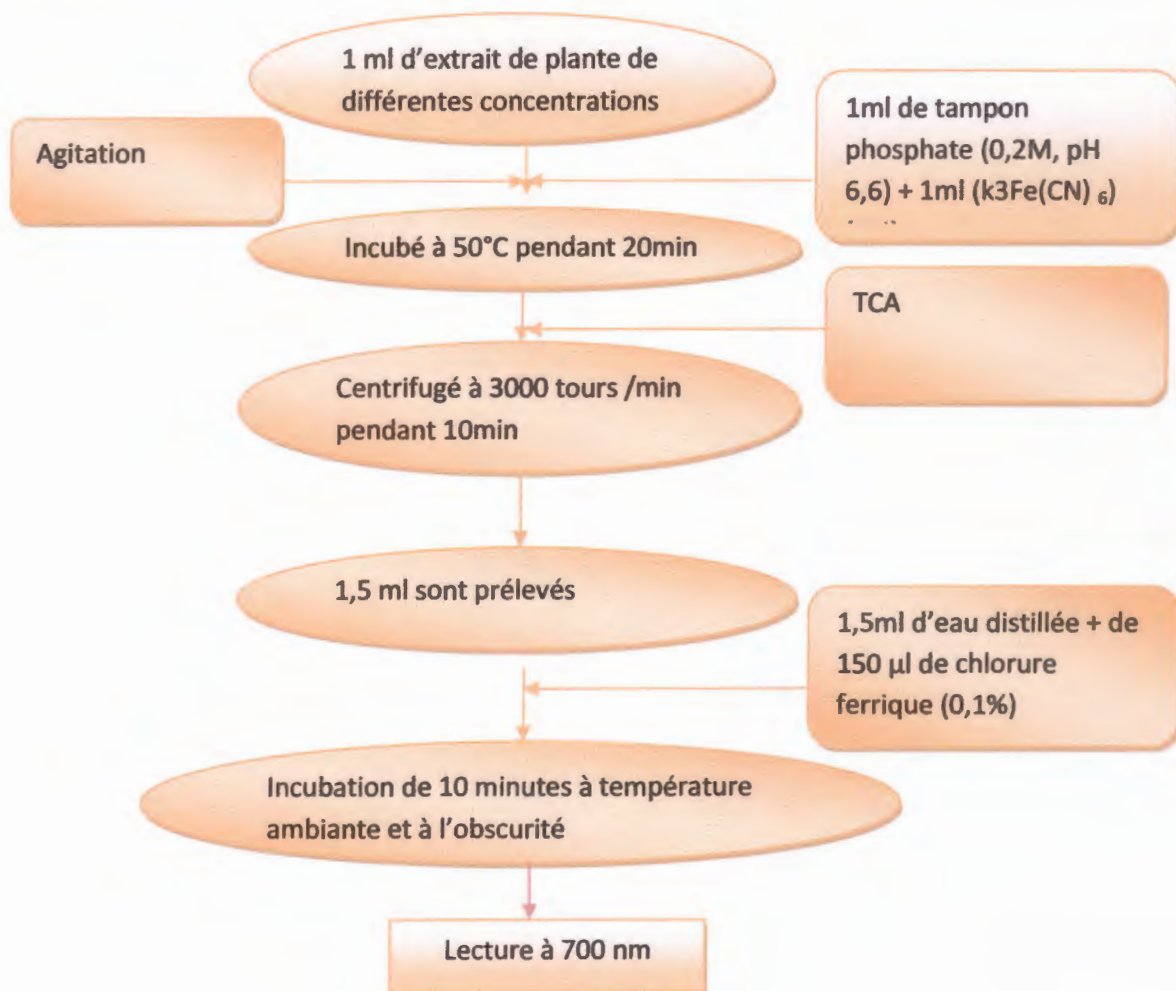 1 ml d'extrait de plante de
différentes concentrations
Agitation
1ml de tampon
phosphate (0,2M, pH
6,6) + 1ml (k3Fe(CN) ₆)
Incubé à 50°C pendant 20min
TCA
Centrifugé à 3000 tours /min
pendant 10min
1,5 ml sont prélevés
1,5ml d'eau distillée + de
150 µl de chlorure
ferrique (0,1%)
Incubation de 10 minutes à température
ambiante et à l'obscurité
Lecture à 700 nm